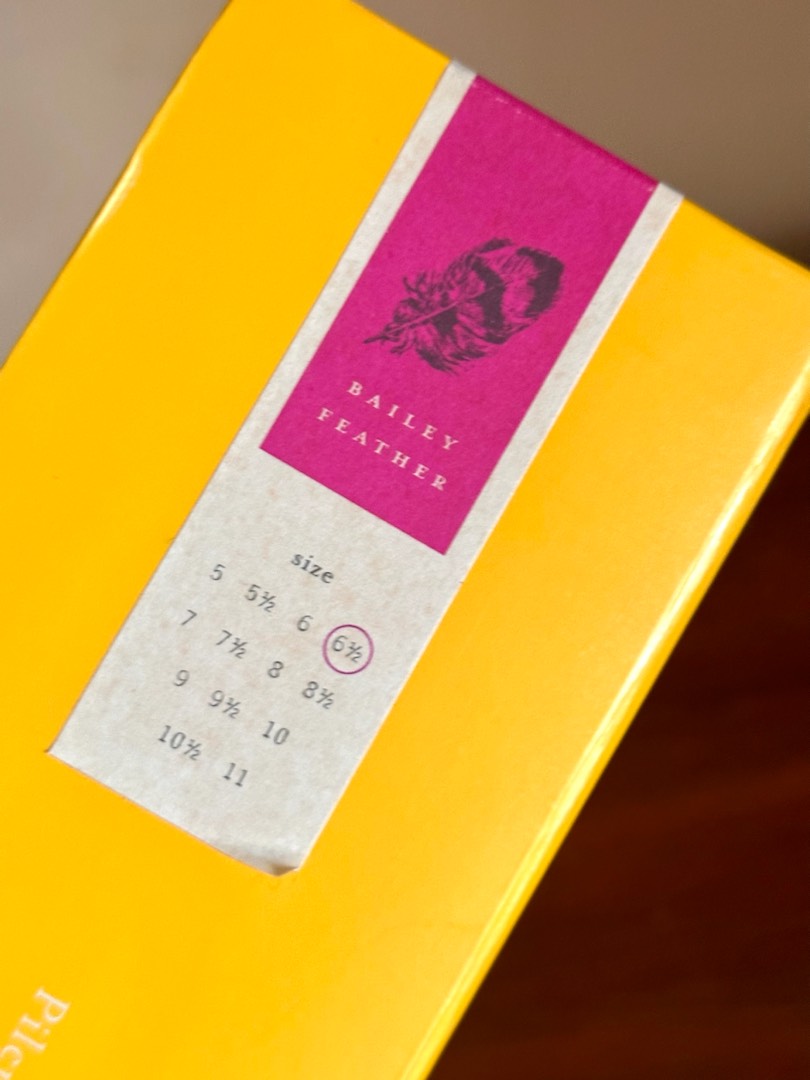 BAILEY
FEATHER
size
5 5½ 6 6½
7 7½ 8 8½
9 9½ 10
10½ 11